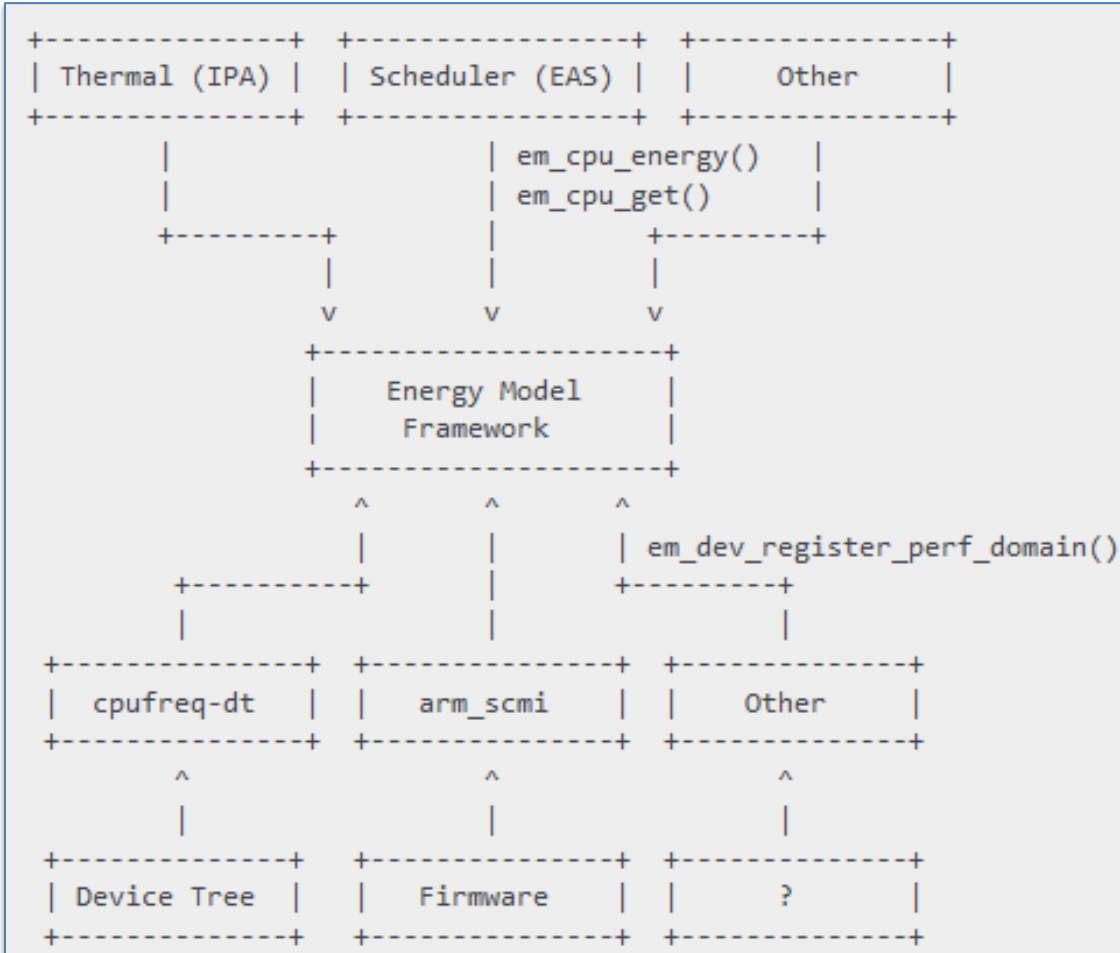 Thermal (IPA) Scheduler (EAS) Other
em_cpu_energy()
em_cpu_get()
Energy Model
Framework
em_dev_register_perf_domain()
cpufreq-dt arm_scmi Other
Device Tree Firmware ?